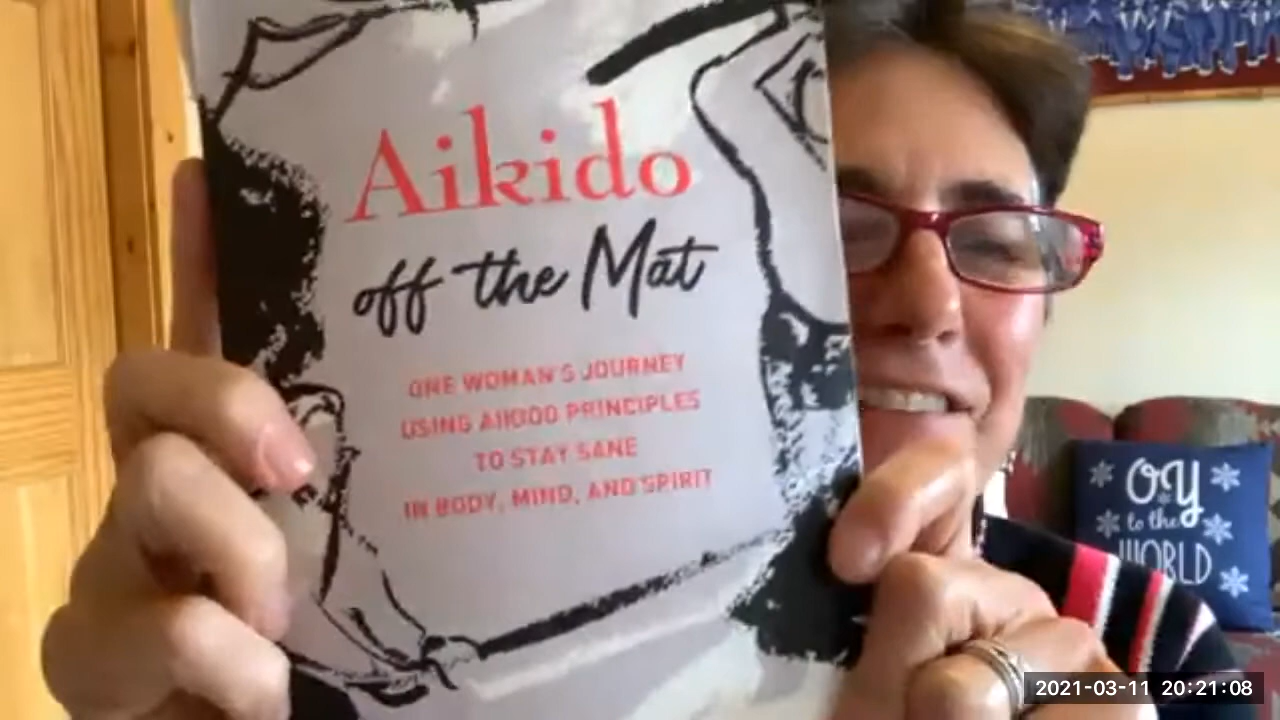 Aikido
off the Mat
ONE WOMAN'S JOURNEY
USING AIKIDO PRINCIPLES
TO STAY SANE
IN BODY, MIND, AND SPIRIT
OY
to the
WORLD
2021-03-11 20:21:08